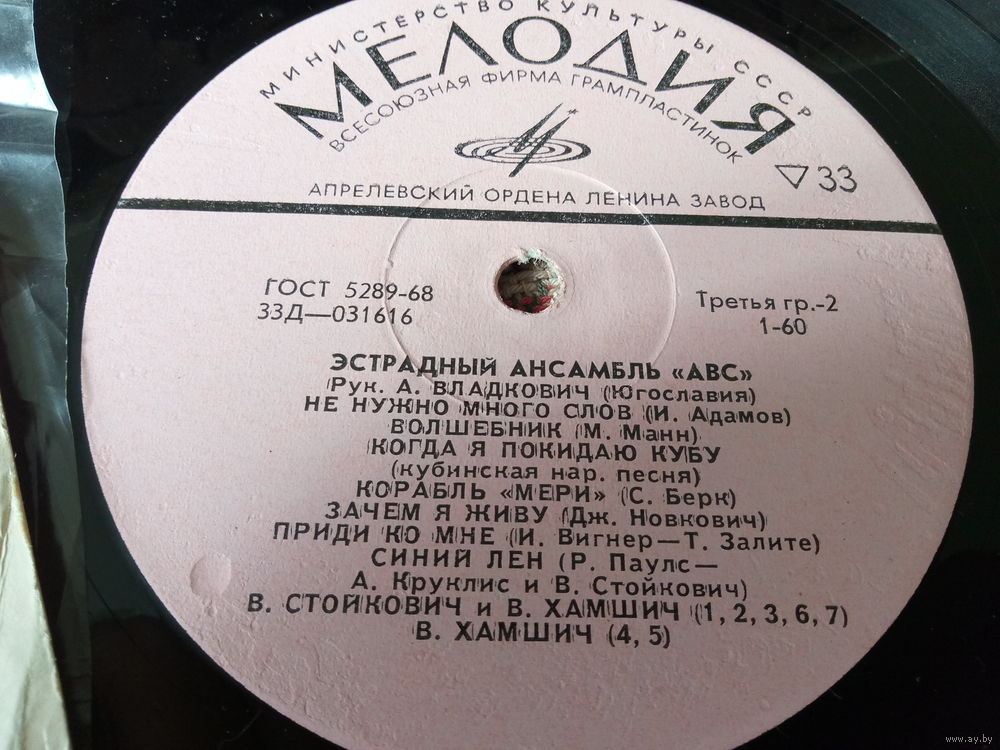 МИНИСТЕРСТВО КУЛЬТУРЫ СССР
МЕЛОДИЯ
ВСЕСОЮЗНАЯ ФИРМА ГРАМПЛАСТИНОК
33
АПРЕЛЕВСКИЙ ОРДЕНА ЛЕНИНА ЗАВОД
ГОСТ 5289-68
33Д—031616
Третья гр.-2
1-60
ЭСТРАДНЫЙ АНСАМБЛЬ «АВС»
Рук. А. ВЛАДКОВИЧ (Югославия)
НЕ НУЖНО МНОГО СЛОВ (И. Адамов)
ВОЛШЕБНИК (М. Манн)
КОГДА Я ПОКИДАЮ КУБУ
(кубинская нар. песня)
КОРАБЛЬ «МЕРИ» (С. Берк)
ЗАЧЕМ Я ЖИВУ (Дж. Новкович)
ПРИДИ КО МНЕ (И. Вигнер—Т. Залите)
СИНИЙ ЛЕН (Р. Паулс—
А. Круклис и В. Стойкович)
В. СТОЙКОВИЧ и В. ХАМШИЧ (1, 2, 3, 6, 7)
В. ХАМШИЧ (4, 5)
www.ay.by